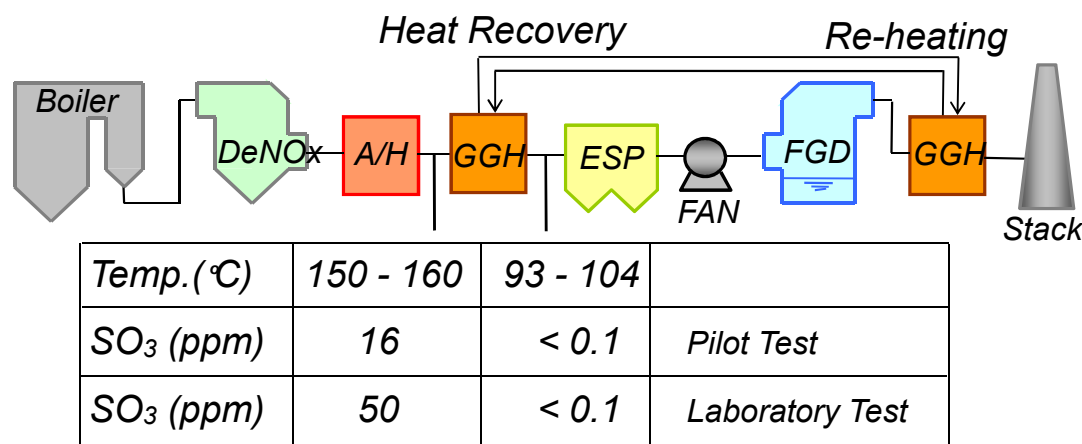 Heat Recovery
Re-heating
Boiler
DeNOx
A/H
GGH
ESP
FAN
FGD
GGH
Stack
Temp.(°C) 150 - 160 93 - 104
SO₃ (ppm) 16 < 0.1 Pilot Test
SO₃ (ppm) 50 < 0.1 Laboratory Test